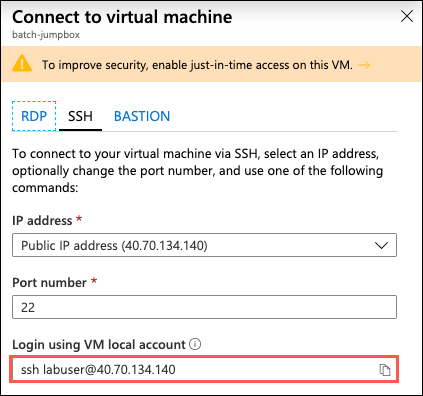 Connect to virtual machine
batch-jumpbox
To improve security, enable just-in-time access on this VM. →
RDP SSH BASTION
To connect to your virtual machine via SSH, select an IP address,
optionally change the port number, and use one of the following
commands:
IP address *
Public IP address (40.70.134.140)
Port number *
22
Login using VM local account
ssh labuser@40.70.134.140